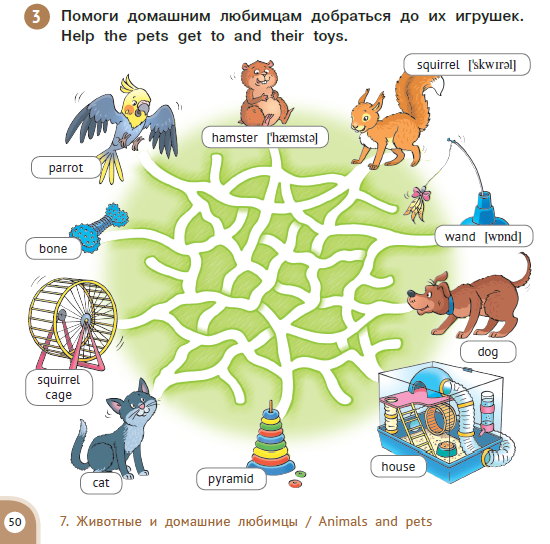 3 Помоги домашним любимцам добраться до их игрушек.
Help the pets get to and their toys.
squirrel [ˈskwɪrəl]
hamster [ˈhæmstə]
parrot
bone
wand [wɒnd]
dog
squirrel
cage
cat
pyramid
house
50 7. Животные и домашние любимцы / Animals and pets